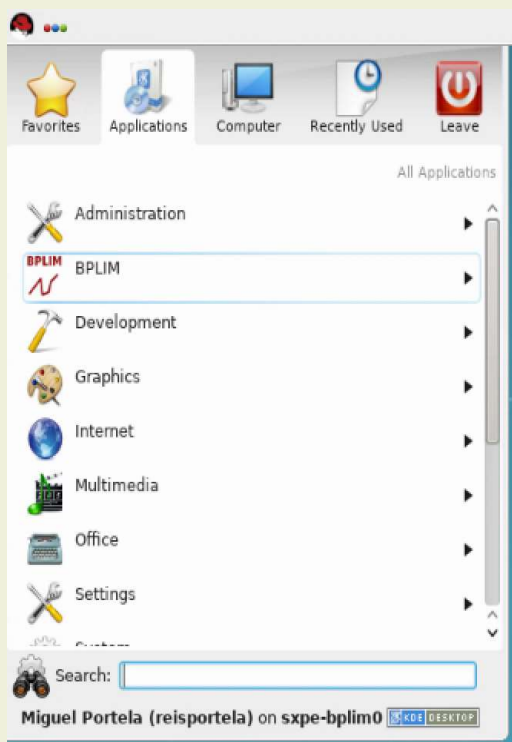 Favorites
Applications
Computer
Recently Used
Leave
All Applications
Administration
BPLIM
BPLIM
Development
Graphics
Internet
Multimedia
Office
Settings
System
Search:
Miguel Portela (reisportela) on sxpe-bplim0 KDE DESKTOP